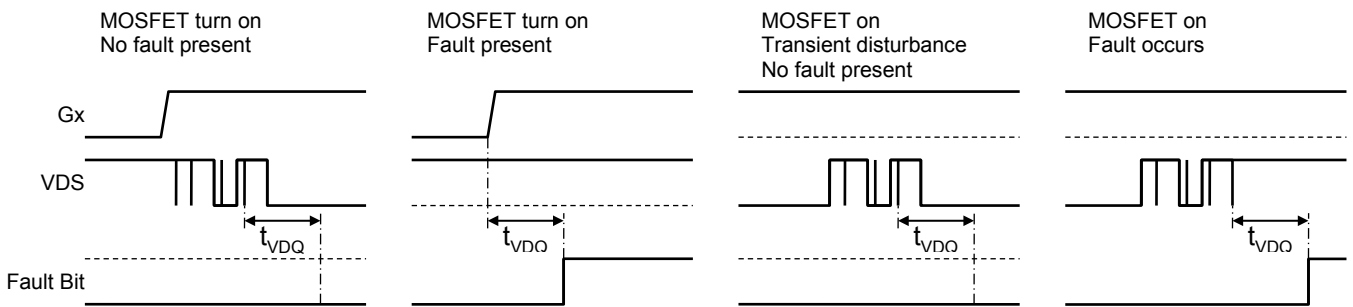 MOSFET turn on
No fault present
MOSFET turn on
Fault present
MOSFET on
Transient disturbance
No fault present
MOSFET on
Fault occurs
Gx
VDS
tVDQ
tVDQ
tVDQ
tVDQ
Fault Bit